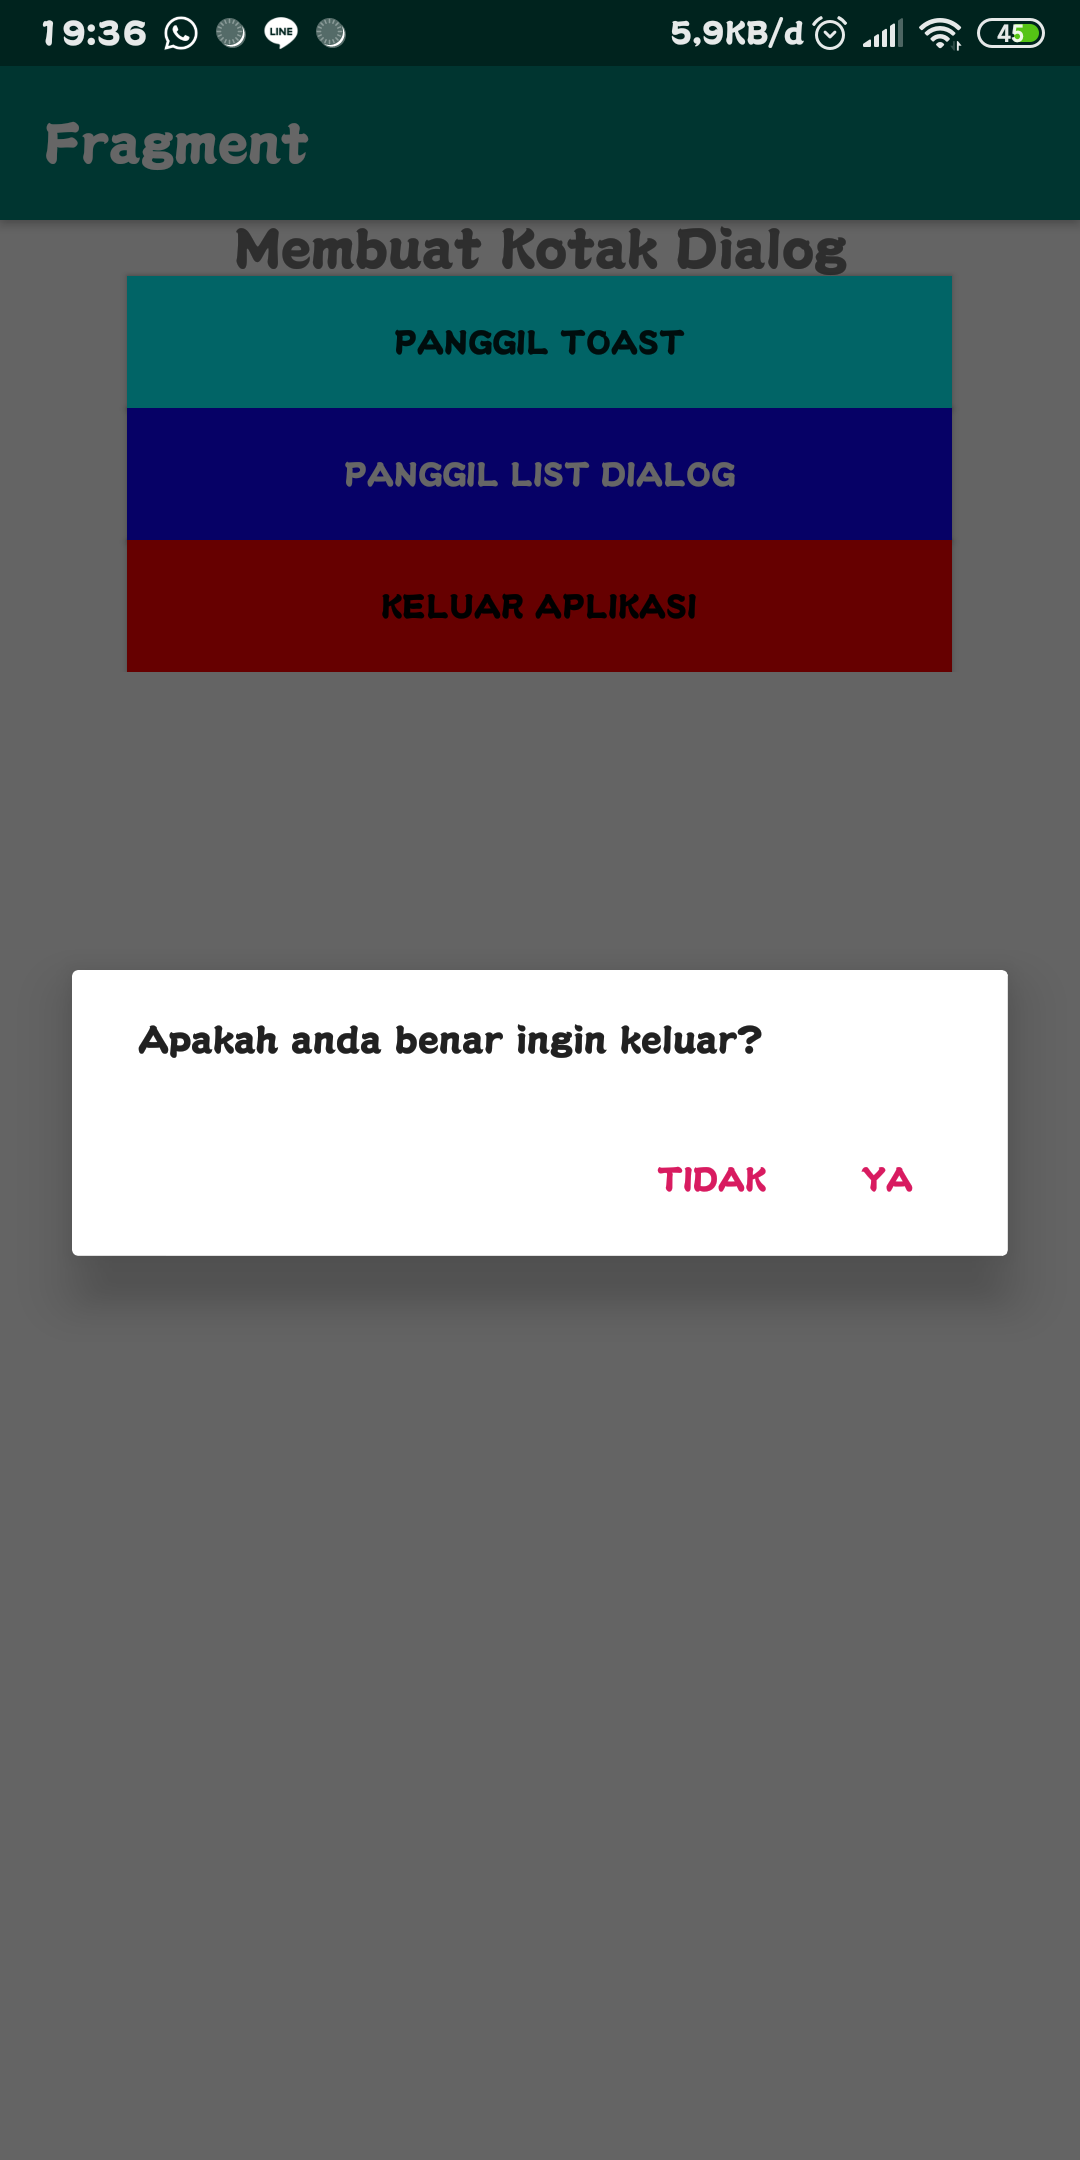 19:36 LINE 5,9KB/d 45
Fragment
Membuat Kotak Dialog
PANGGIL TOAST
PANGGIL LIST DIALOG
KELUAR APLIKASI
Apakah anda benar ingin keluar?
TIDAK YA